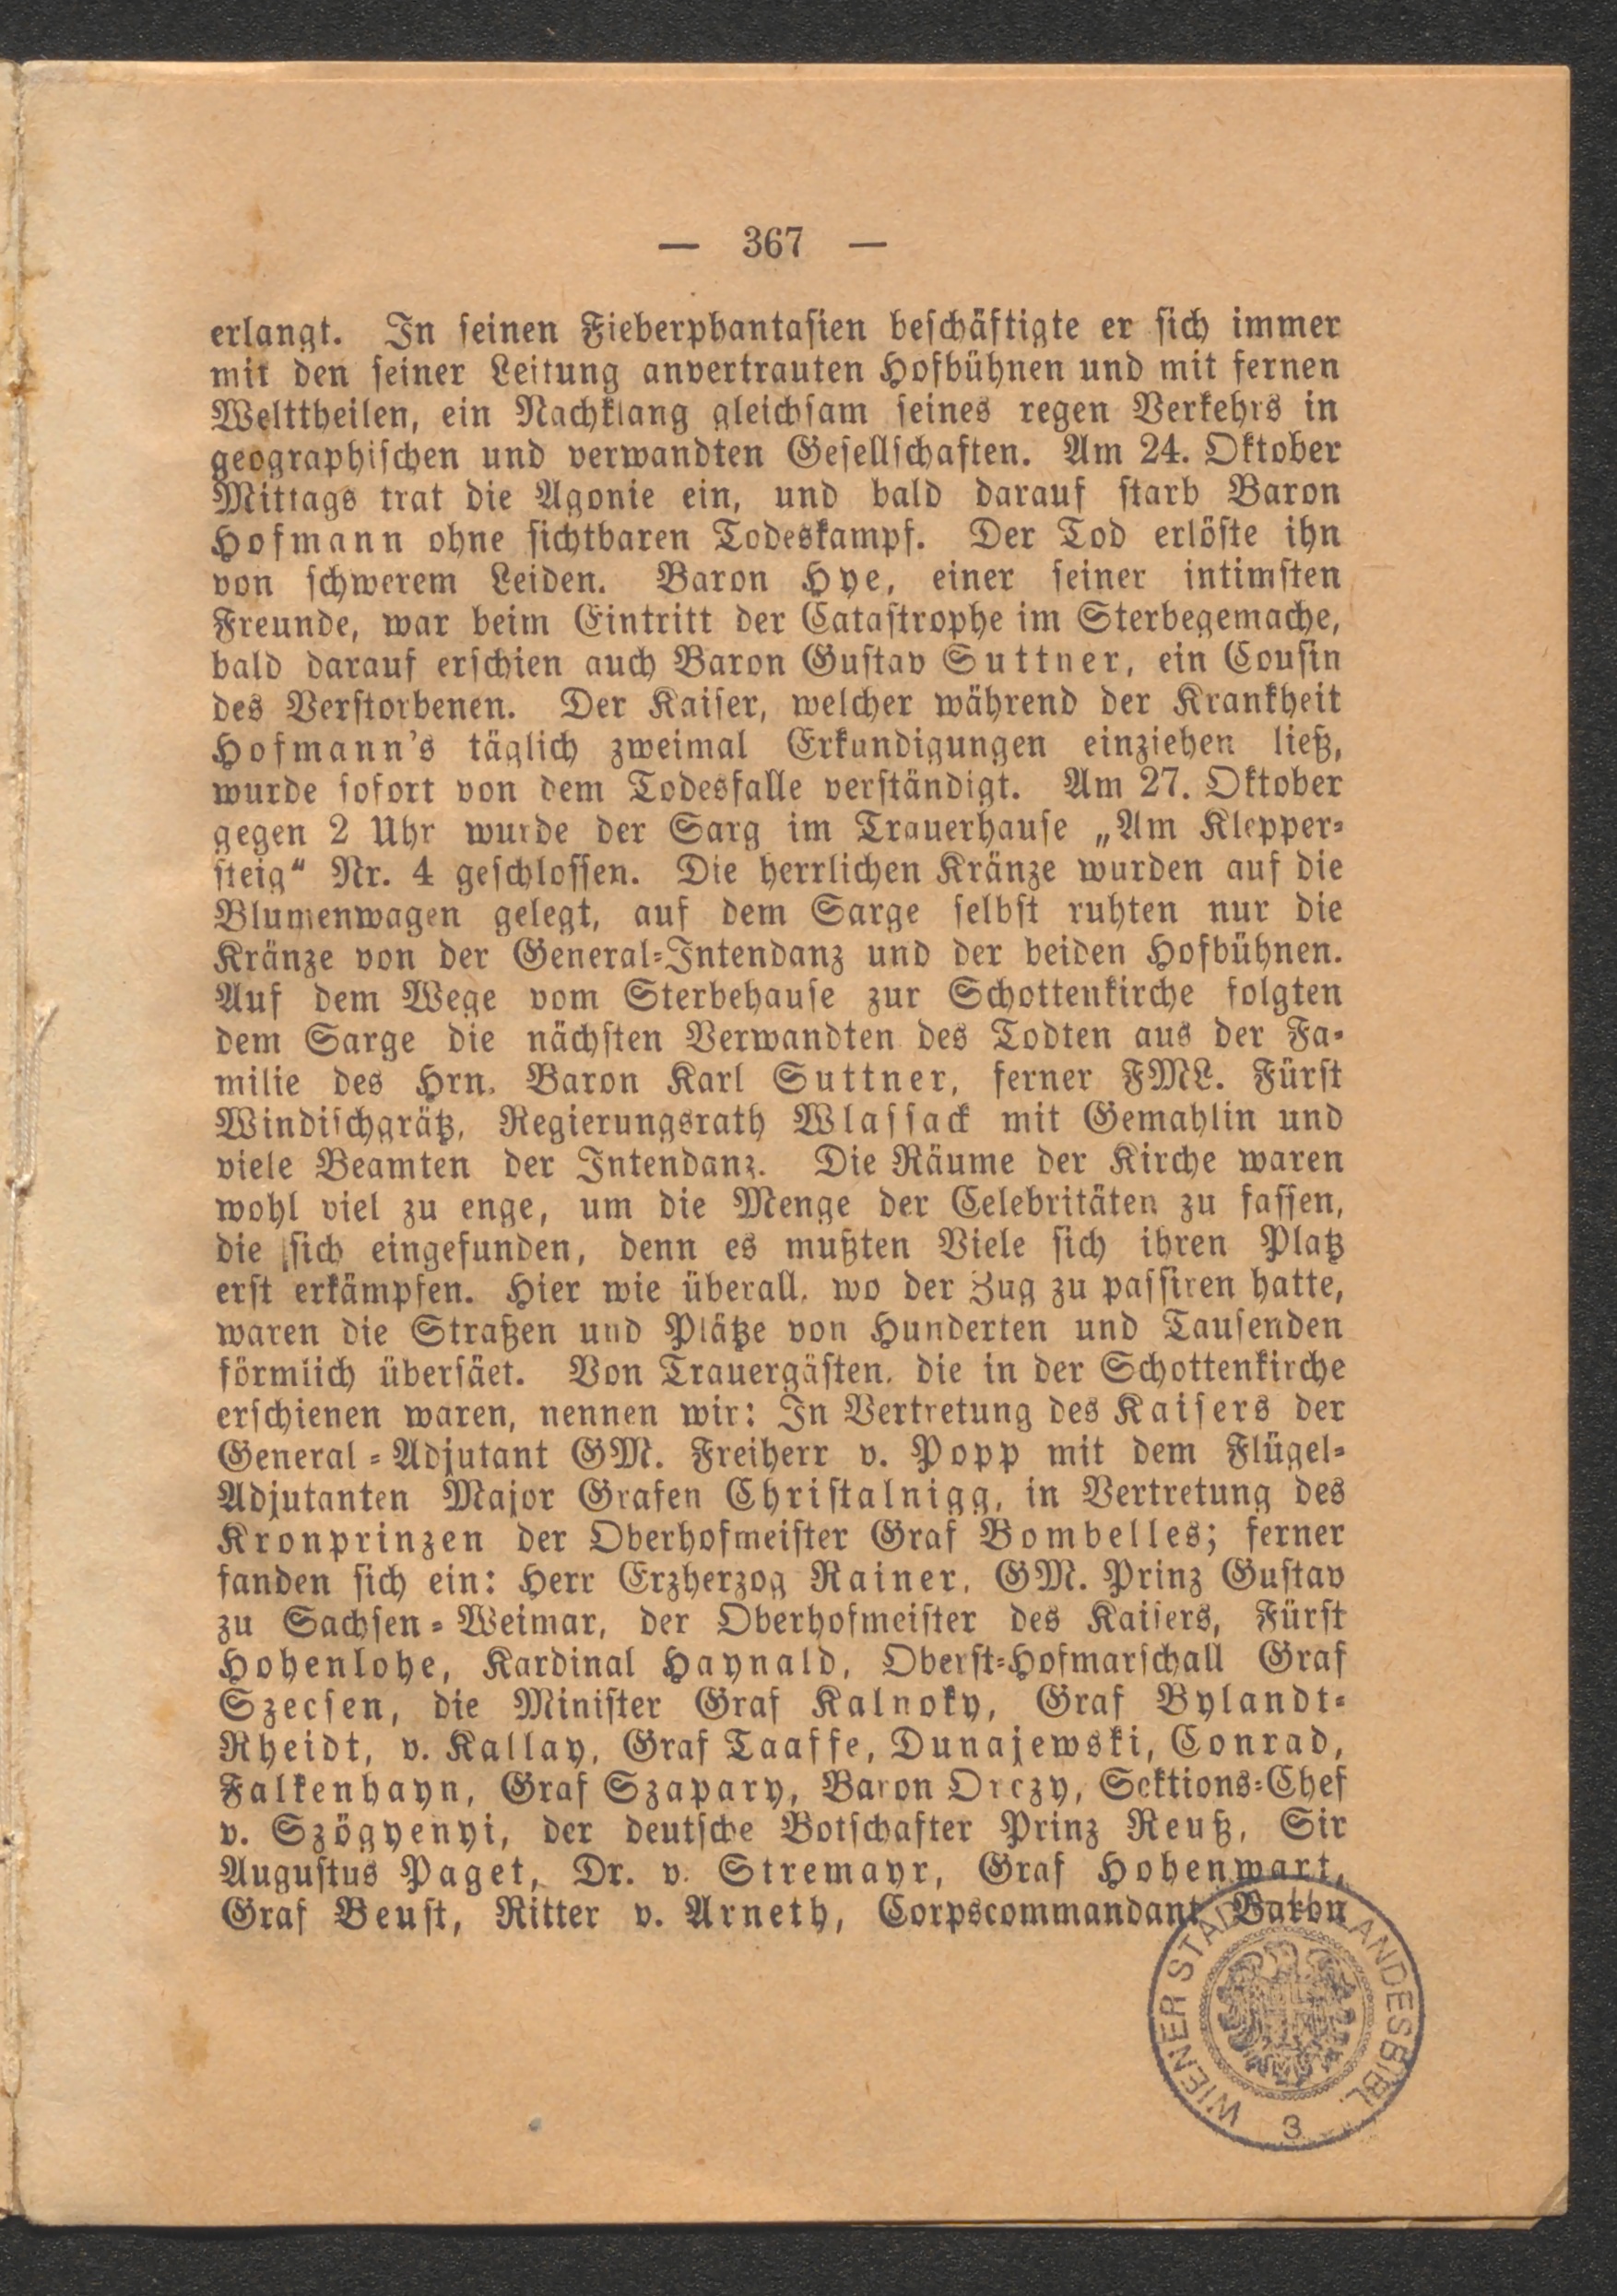 — 367 —
erlangt. In seinen Fieberphantasien beschäftigte er sich immer
mit den seiner Leitung anvertrauten Hofbühnen und mit fernen
Welttheilen, ein Nachklang gleichsam seines regen Verkehrs in
geographischen und verwandten Gesellschaften. Am 24. Oktober
Mittags trat die Agonie ein, und bald darauf starb Baron
Hofmann ohne sichtbaren Todeskampf. Der Tod erlöste ihn
von schwerem Leiden. Baron Hye, einer seiner intimsten
Freunde, war beim Eintritt der Catastrophe im Sterbegemache,
bald darauf erschien auch Baron Gustav Suttner, ein Cousin
des Verstorbenen. Der Kaiser, welcher während der Krankheit
Hofmann's täglich zweimal Erkundigungen einziehen ließ,
wurde sofort von dem Todesfalle verständigt. Am 27. Oktober
gegen 2 Uhr wurde der Sarg im Trauerhause „Am Klepper-
steig“ Nr. 4 geschlossen. Die herrlichen Kränze wurden auf die
Blumenwagen gelegt, auf dem Sarge selbst ruhten nur die
Kränze von der General-Intendanz und der beiden Hofbühnen.
Auf dem Wege vom Sterbehause zur Schottenkirche folgten
dem Sarge die nächsten Verwandten des Todten aus der Fa-
milie des Hrn. Baron Karl Suttner, ferner FML. Fürst
Windischgrätz, Regierungsrath Wlassack mit Gemahlin und
viele Beamten der Intendanz. Die Räume der Kirche waren
wohl viel zu enge, um die Menge der Celebritäten zu fassen,
die sich eingefunden, denn es mußten Viele sich ihren Platz
erst erkämpfen. Hier wie überall, wo der Zug zu passiren hatte,
waren die Straßen und Plätze von Hunderten und Tausenden
förmlich übersäet. Von Trauergästen, die in der Schottenkirche
erschienen waren, nennen wir: In Vertretung des Kaisers der
General-Adjutant GM. Freiherr v. Popp mit dem Flügel-
Adjutanten Major Grafen Christalnigg, in Vertretung des
Kronprinzen der Oberhofmeister Graf Bombelles; ferner
fanden sich ein: Herr Erzherzog Rainer, GM. Prinz Gustav
zu Sachsen-Weimar, der Oberhofmeister des Kaisers, Fürst
Hohenlohe, Kardinal Haynald, Oberst-Hofmarschall Graf
Szecsen, die Minister Graf Kalnoky, Graf Bylandt-
Rheidt, v. Kallay, Graf Taaffe, Dunajewski, Conrad,
Falkenhayn, Graf Szapary, Baron Orczy, Sektions-Chef
v. Szögyenyi, der deutsche Botschafter Prinz Reuß, Sir
Augustus Paget, Dr. v. Stremayr, Graf Hohenwart,
Graf Beust, Ritter v. Arneth, Corpscommandant Baron
WIENER STADT-LANDESBIBL.
3